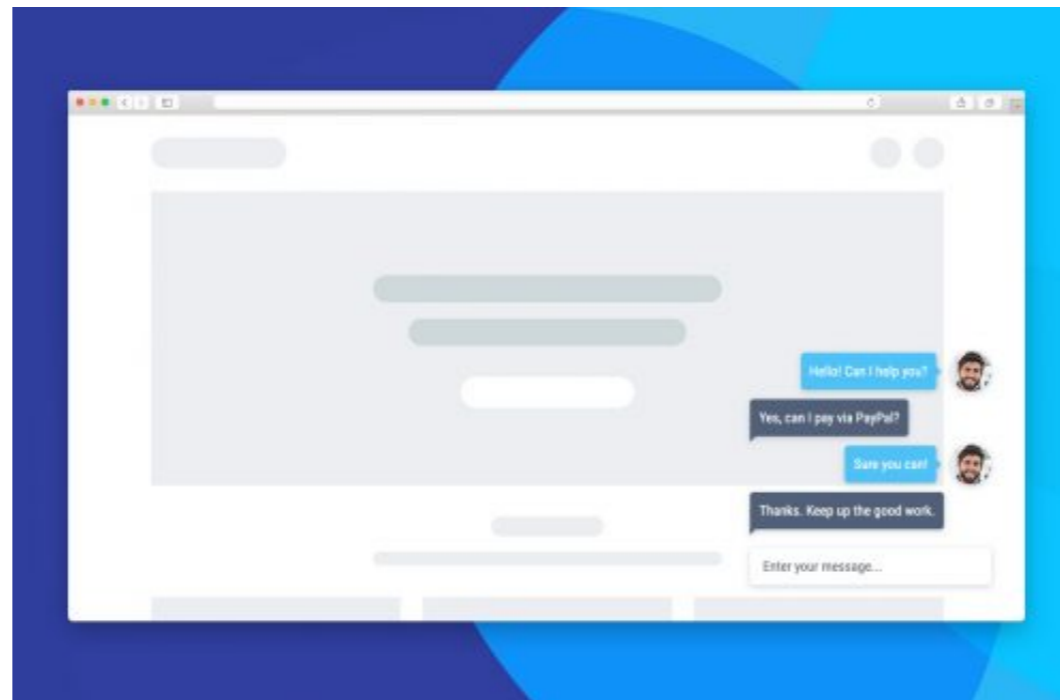 Hello! Can I help you?
Yes, can I pay via PayPal?
Sure you can!
Thanks. Keep up the good work.
Enter your message...